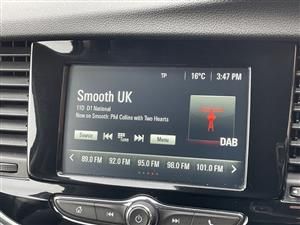 TP 16°C 3:47 PM
Smooth UK
11D D1 National
Now on Smooth: Phil Collins with Two Hearts
Source
Tune
Menu
DAB
89.0 FM 92.0 FM 95.0 FM 98.0 FM 101.0 FM